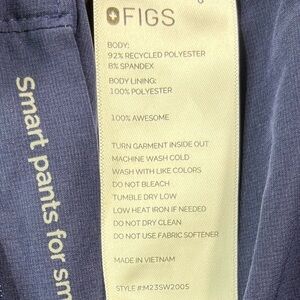 FIGS
BODY:
92% RECYCLED POLYESTER
8% SPANDEX
BODY LINING:
100% POLYESTER
100% AWESOME
TURN GARMENT INSIDE OUT
MACHINE WASH COLD
WASH WITH LIKE COLORS
DO NOT BLEACH
TUMBLE DRY LOW
LOW HEAT IRON IF NEEDED
DO NOT DRY CLEAN
DO NOT USE FABRIC SOFTENER
MADE IN VIETNAM
STYLE #:M23SW2005
Smart pants for sm